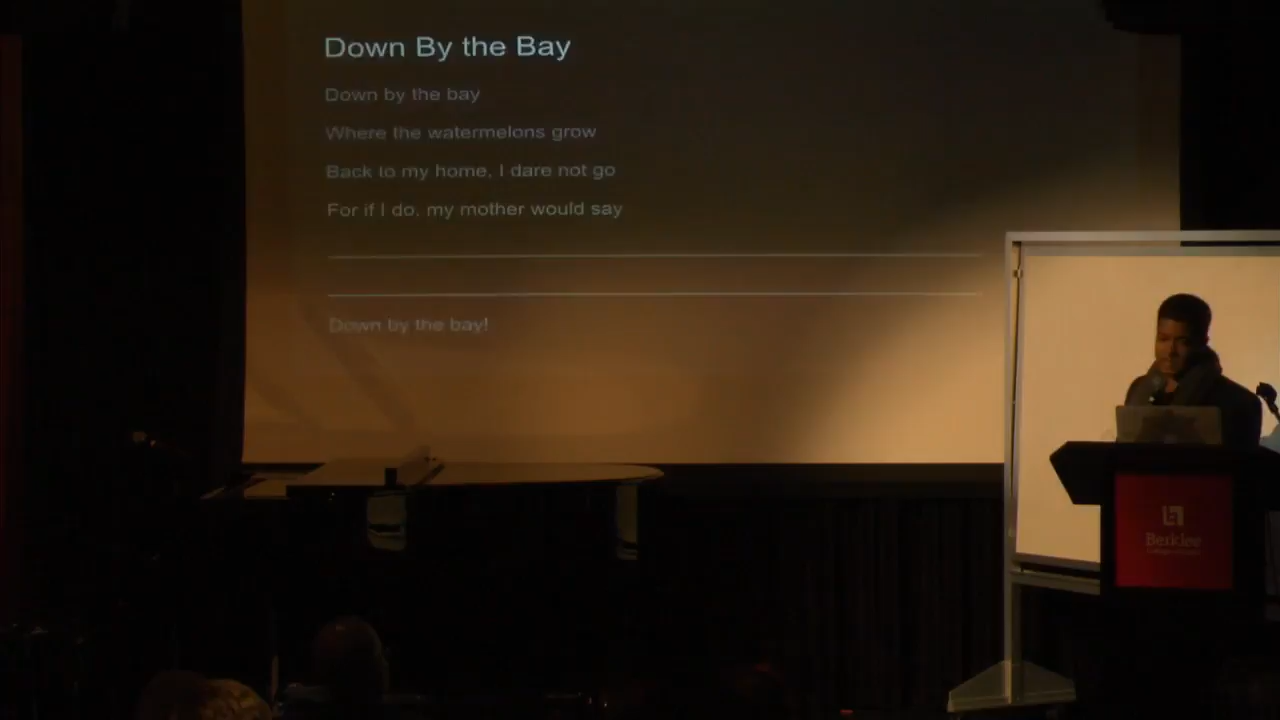 Down By the Bay
Down by the bay
Where the watermelons grow
Back to my home, I dare not go
For if I do, my mother would say
Down by the bay!
Berklee